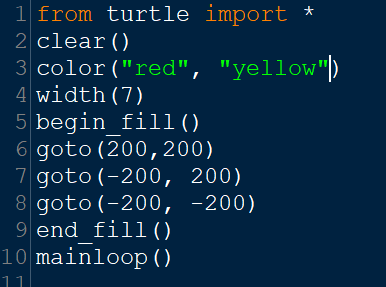 1 from turtle import *
2 clear()
3 color("red", "yellow")
4 width(7)
5 begin_fill()
6 goto(200,200)
7 goto(-200, 200)
8 goto(-200, -200)
9 end_fill()
10 mainloop()
11